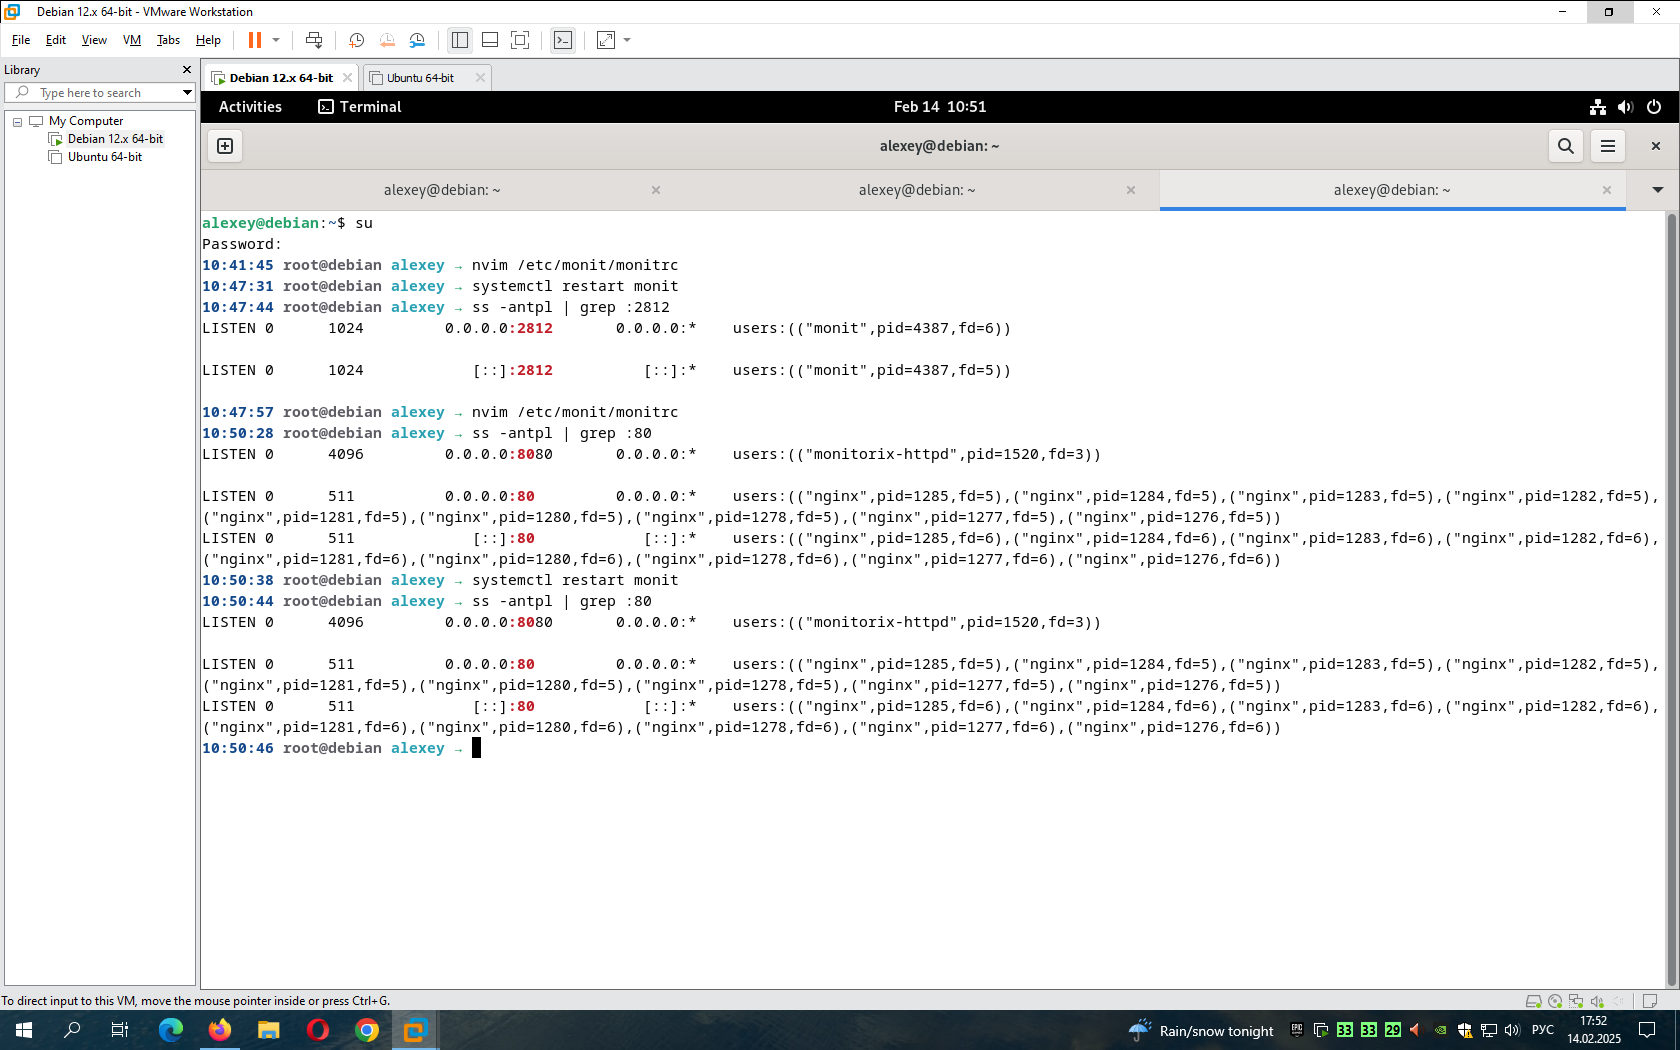 Debian 12.x 64-bit - VMware Workstation
File Edit View VM Tabs Help
Library
Type here to search
My Computer
Debian 12.x 64-bit
Ubuntu 64-bit
Debian 12.x 64-bit
Ubuntu 64-bit
Activities Terminal Feb 14 10:51
alexey@debian: ~
alexey@debian: ~ alexey@debian: ~ alexey@debian: ~
alexey@debian:~$ su
Password:
10:41:45 root@debian alexey → nvim /etc/monit/monitrc
10:47:31 root@debian alexey → systemctl restart monit
10:47:44 root@debian alexey → ss -antpl | grep :2812
LISTEN 0 1024 0.0.0.0:2812 0.0.0.0:* users:(("monit",pid=4387,fd=6))
LISTEN 0 1024 [::]:2812 [::]:* users:(("monit",pid=4387,fd=5))
10:47:57 root@debian alexey → nvim /etc/monit/monitrc
10:50:28 root@debian alexey → ss -antpl | grep :80
LISTEN 0 4096 0.0.0.0:8080 0.0.0.0:* users:(("monitorix-httpd",pid=1520,fd=3))
LISTEN 0 511 0.0.0.0:80 0.0.0.0:* users:(("nginx",pid=1285,fd=5),("nginx",pid=1284,fd=5),("nginx",pid=1283,fd=5),("nginx",pid=1282,fd=5),
("nginx",pid=1281,fd=5),("nginx",pid=1280,fd=5),("nginx",pid=1278,fd=5),("nginx",pid=1277,fd=5),("nginx",pid=1276,fd=5))
LISTEN 0 511 [::]:80 [::]:* users:(("nginx",pid=1285,fd=6),("nginx",pid=1284,fd=6),("nginx",pid=1283,fd=6),("nginx",pid=1282,fd=6),
("nginx",pid=1281,fd=6),("nginx",pid=1280,fd=6),("nginx",pid=1278,fd=6),("nginx",pid=1277,fd=6),("nginx",pid=1276,fd=6))
10:50:38 root@debian alexey → systemctl restart monit
10:50:44 root@debian alexey → ss -antpl | grep :80
LISTEN 0 4096 0.0.0.0:8080 0.0.0.0:* users:(("monitorix-httpd",pid=1520,fd=3))
LISTEN 0 511 0.0.0.0:80 0.0.0.0:* users:(("nginx",pid=1285,fd=5),("nginx",pid=1284,fd=5),("nginx",pid=1283,fd=5),("nginx",pid=1282,fd=5),
("nginx",pid=1281,fd=5),("nginx",pid=1280,fd=5),("nginx",pid=1278,fd=5),("nginx",pid=1277,fd=5),("nginx",pid=1276,fd=5))
LISTEN 0 511 [::]:80 [::]:* users:(("nginx",pid=1285,fd=6),("nginx",pid=1284,fd=6),("nginx",pid=1283,fd=6),("nginx",pid=1282,fd=6),
("nginx",pid=1281,fd=6),("nginx",pid=1280,fd=6),("nginx",pid=1278,fd=6),("nginx",pid=1277,fd=6),("nginx",pid=1276,fd=6))
10:50:46 root@debian alexey →
To direct input to this VM, move the mouse pointer inside or press Ctrl+G.
Rain/snow tonight 33 33 29 РУС 17:52
14.02.2025